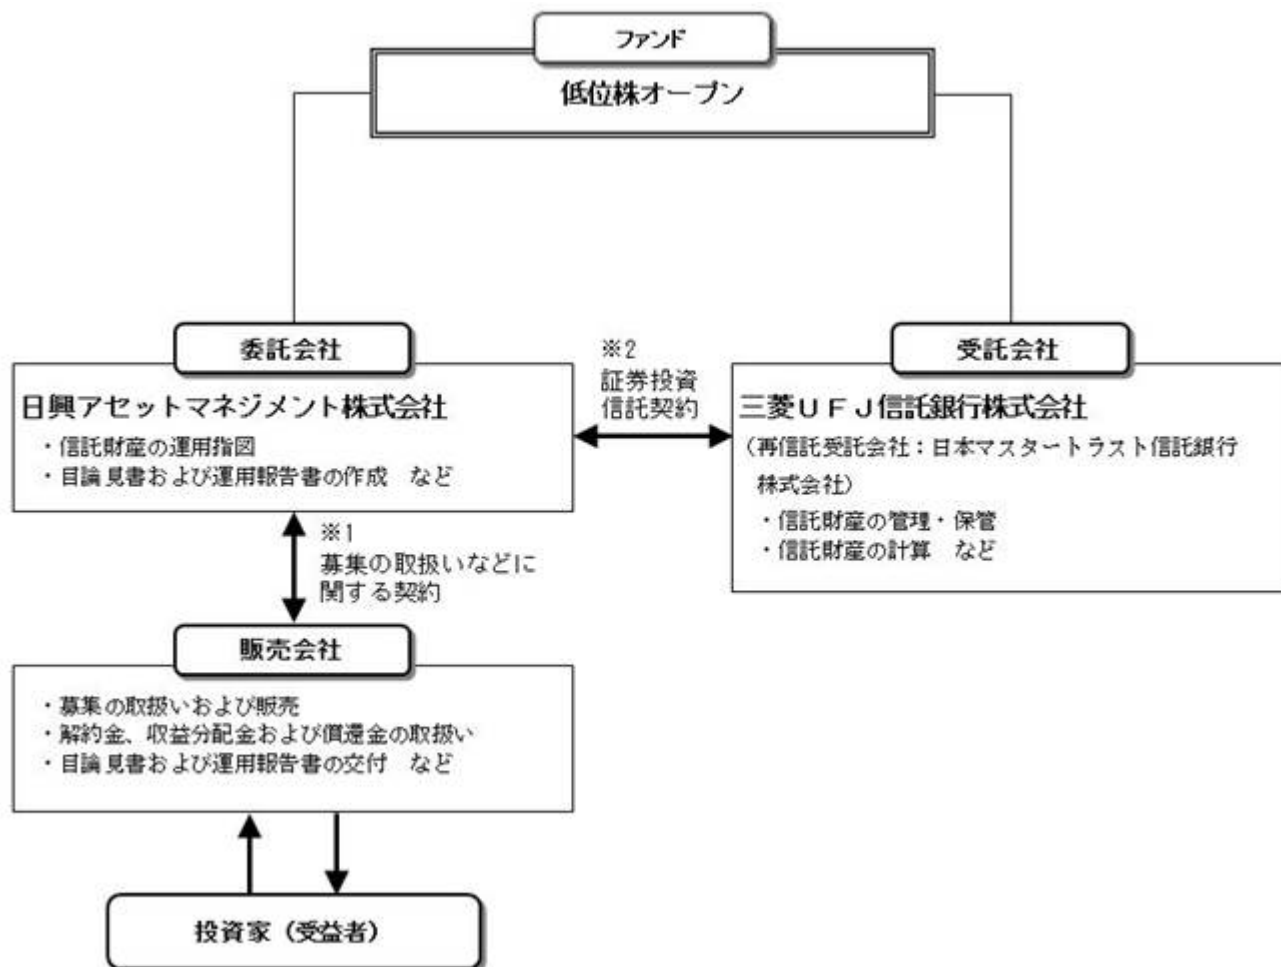 ファンド
低位株オープン
委託会社
日興アセットマネジメント株式会社
・信託財産の運用指図
・目論見書および運用報告書の作成　など
※2
証券投資
信託契約
受託会社
三菱ＵＦＪ信託銀行株式会社
（再信託受託会社：日本マスタートラスト信託銀行
株式会社）
・信託財産の管理・保管
・信託財産の計算　など
※1
募集の取扱いなどに
関する契約
販売会社
・募集の取扱いおよび販売
・解約金、収益分配金および償還金の取扱い
・目論見書および運用報告書の交付　など
投資家（受益者）